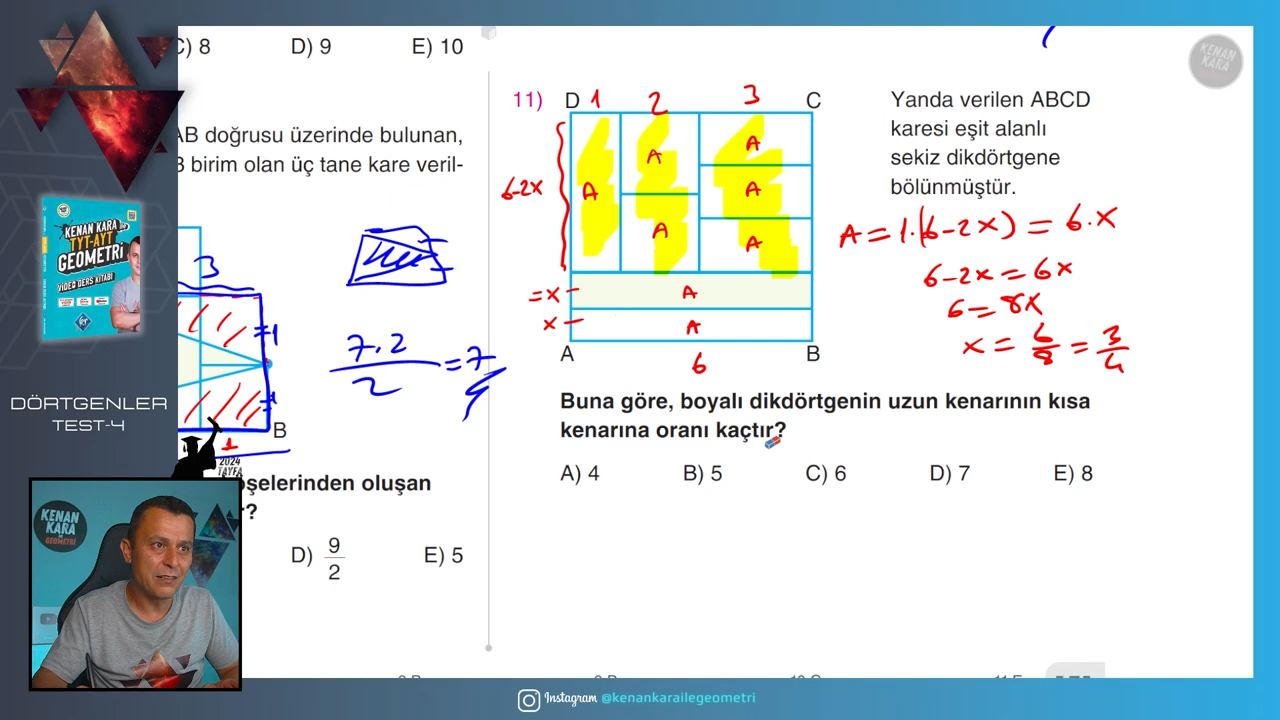 C) 8 D) 9 E) 10
AB doğrusu üzerinde bulunan,
3 birim olan üç tane kare veril-
3
1
1
B
1
7.2
2
= 7
2024
TAYFA
oşelerinden oluşan
r?
D) 9/2 E) 5
KENAN KARA
TYT-AYT
GEOMETRİ
VİDEO DERS KİTABI
DÖRTGENLER
TEST-4
KENAN
KARA
GEOMETRİ
KENAN
KARA
11)
D 1 2 3 C
6-2x
A A A
A
A A
=x A
x A
A 6 B
Yanda verilen ABCD
karesi eşit alanlı
sekiz dikdörtgene
bölünmüştür.
A = 1.(6-2x) = 6.x
6-2x = 6x
6 = 8x
x = 6/8 = 3/4
Buna göre, boyalı dikdörtgenin uzun kenarının kısa
kenarına oranı kaçtır?
A) 4 B) 5 C) 6 D) 7 E) 8
Instagram @kenankarailegeometri